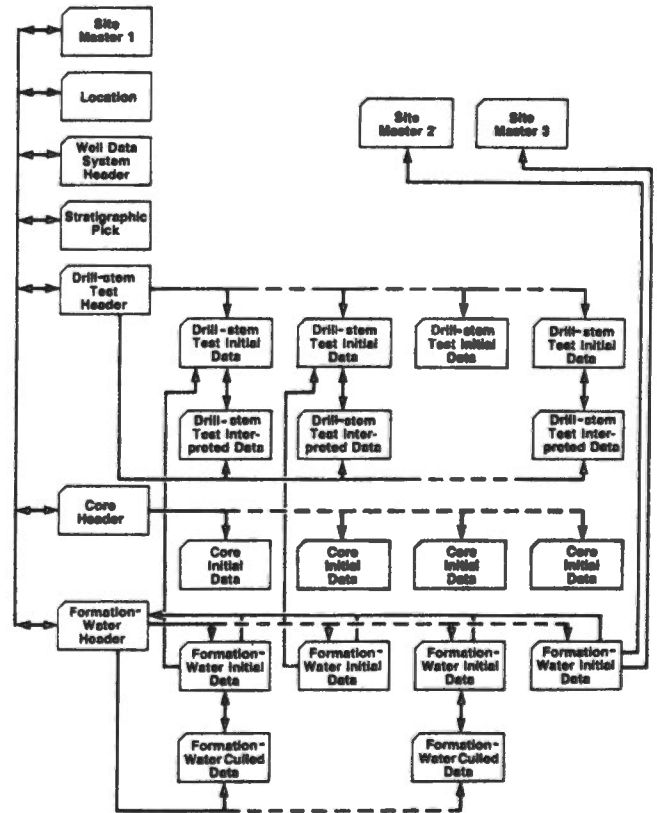 Site
Master 1
Location
Well Data
System
Header
Stratigraphic
Pick
Drill-stem
Test
Header
Site
Master 2
Site
Master 3
Drill-stem
Test Initial
Data
Drill-stem
Test Initial
Data
Drill-stem
Test Initial
Data
Drill-stem
Test Initial
Data
Drill-stem
Test Inter-
preted Data
Drill-stem
Test Inter-
preted Data
Drill-stem
Test Inter-
preted Data
Core
Header
Core
Initial
Data
Core
Initial
Data
Core
Initial
Data
Core
Initial
Data
Formation-
Water
Header
Formation-
Water Initial
Data
Formation-
Water Initial
Data
Formation-
Water Initial
Data
Formation-
Water Initial
Data
Formation-
Water Culled
Data
Formation-
Water Culled
Data